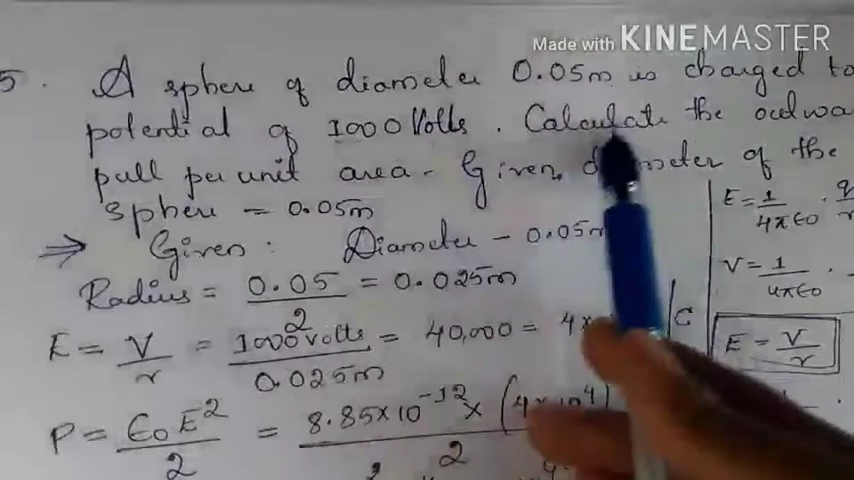 Made with KINEMASTER
5. A sphere of diameter 0.05m is charged to
potential of 1000 Volts. Calculate the
pull per unit area. Given, of the
sphere - 0.05m
⇒ Given: Diameter - 0.05m
Radius = 0.05/2 = 0.025m
E = V/r = 1000 volts/0.025m = 40,000 = 4× /C
P = ε0 E²/2 = 8.85×10⁻¹² × (4×10⁴)/2
E = 1/4πε0 · q/r
V = 1/4πε0 ·
E = V/r